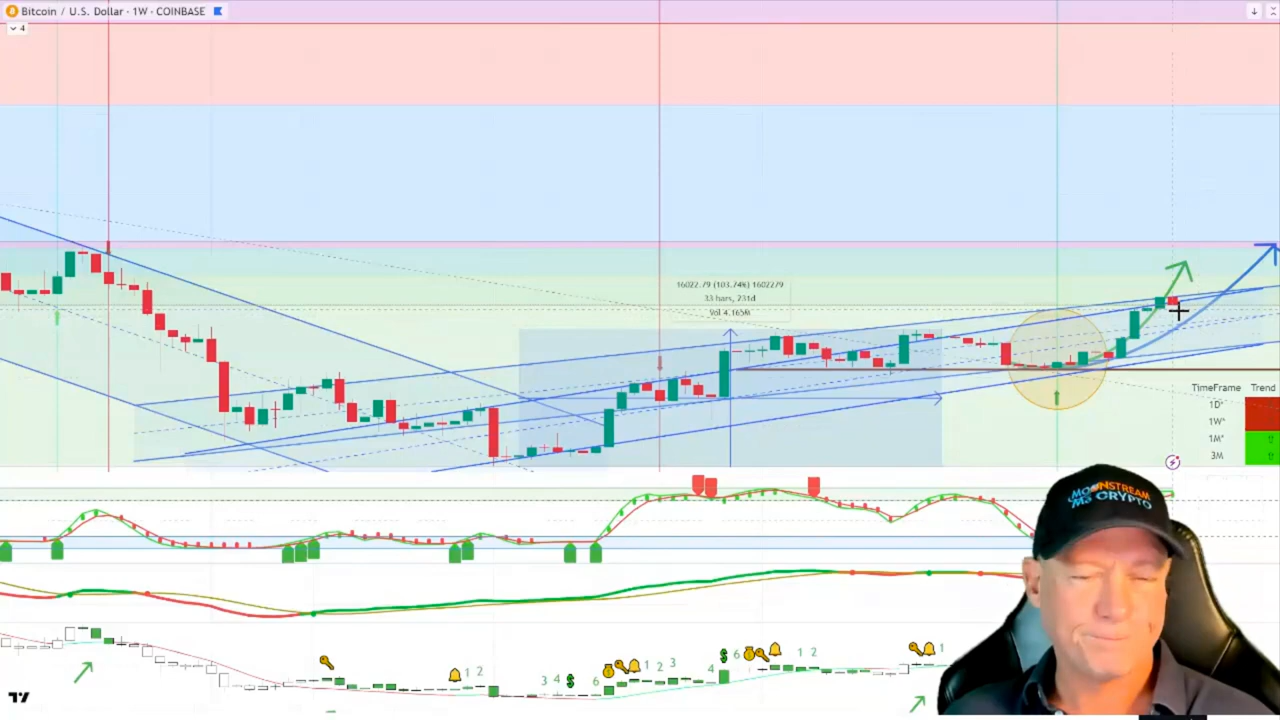 Bitcoin / U.S. Dollar · 1W · COINBASE
4
16022.79 (103.74%) 1602279
33 bars, 231d
Vol 4.165M
TimeFrame Trend
1D*
1W*
1M*
3M
MOONSTREAM
CRYPTO
1 2
3 4 $ 6
1 2 3
4 $ 6
1 2
1